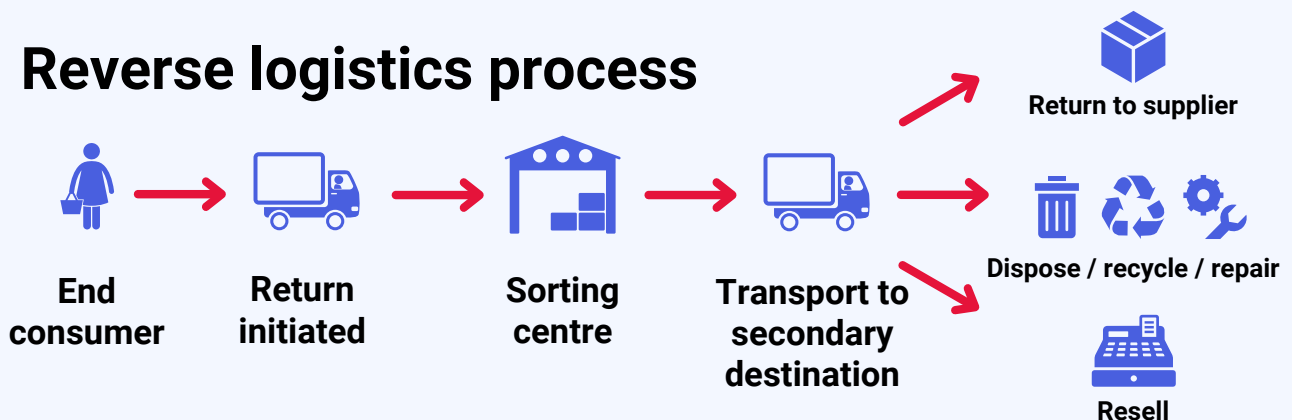 Reverse logistics process
End
consumer
Return
initiated
Sorting
centre
Transport to
secondary
destination
Return to supplier
Dispose / recycle / repair
Resell